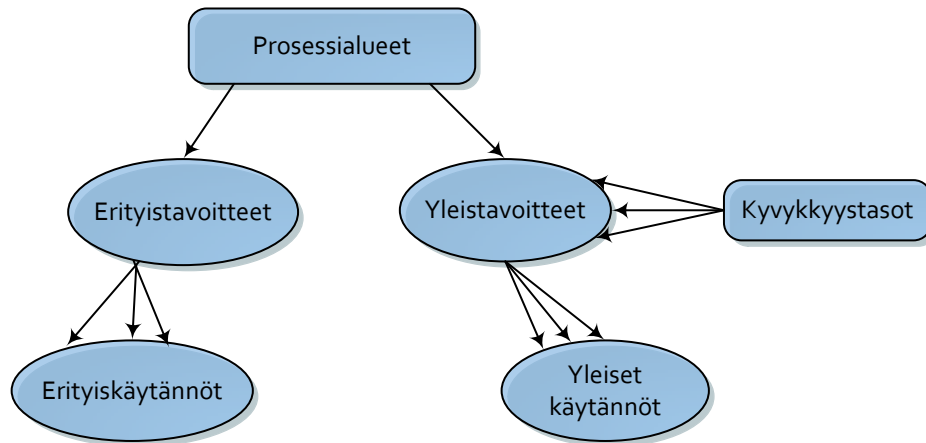 Prosessialueet
Erityistavoitteet
Yleistavoitteet
Kyvykkyystasot
Erityiskäytännöt
Yleiset
käytännöt